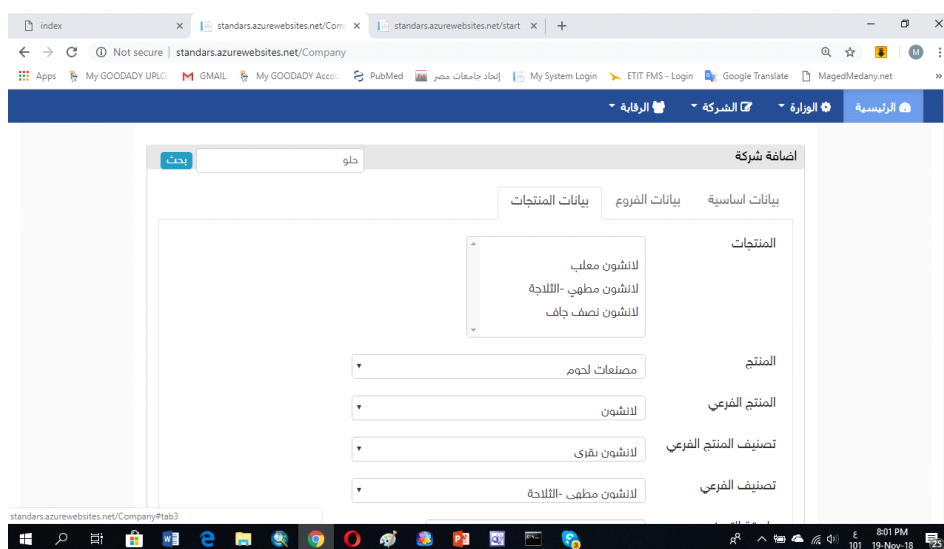 index
standars.azurewebsites.net/Com
standars.azurewebsites.net/start
Not secure | standars.azurewebsites.net/Company
Apps
My GOODADY UPLO
GMAIL
My GOODADY Accou
PubMed
إتحاد جامعات مصر
My System Login
ETIT FMS - Login
Google Translate
MagedMedany.net
»
الرئيسية
الوزارة
الشركة
الرقابة
اضافة شركة
حلو
بحث
بيانات اساسية
بيانات الفروع
بيانات المنتجات
المنتجات
لانشون معلب
لانشون مطهي -الثلاجة
لانشون نصف جاف
المنتج
مصنعات لحوم
المنتج الفرعي
لانشون
تصنيف المنتج الفرعي
لانشون بقرى
تصنيف الفرعي
لانشون مطهي -الثلاجة
standars.azurewebsites.net/Company#tab3
8:01 PM
19-Nov-18
ع
101
25